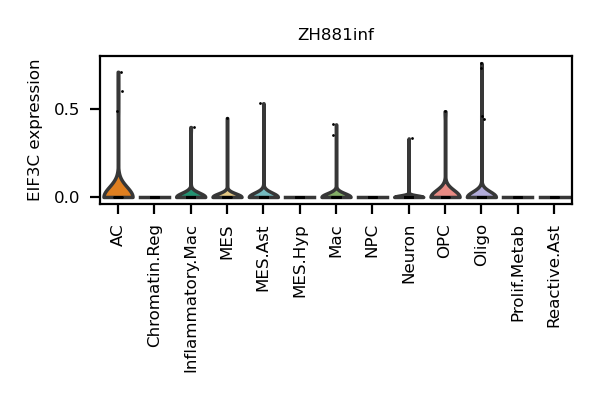 ZH881inf
EIF3C expression
0.5
0.0
AC
Chromatin.Reg
Inflammatory.Mac
MES
MES.Ast
MES.Hyp
Mac
NPC
Neuron
OPC
Oligo
Prolif.Metab
Reactive.Ast